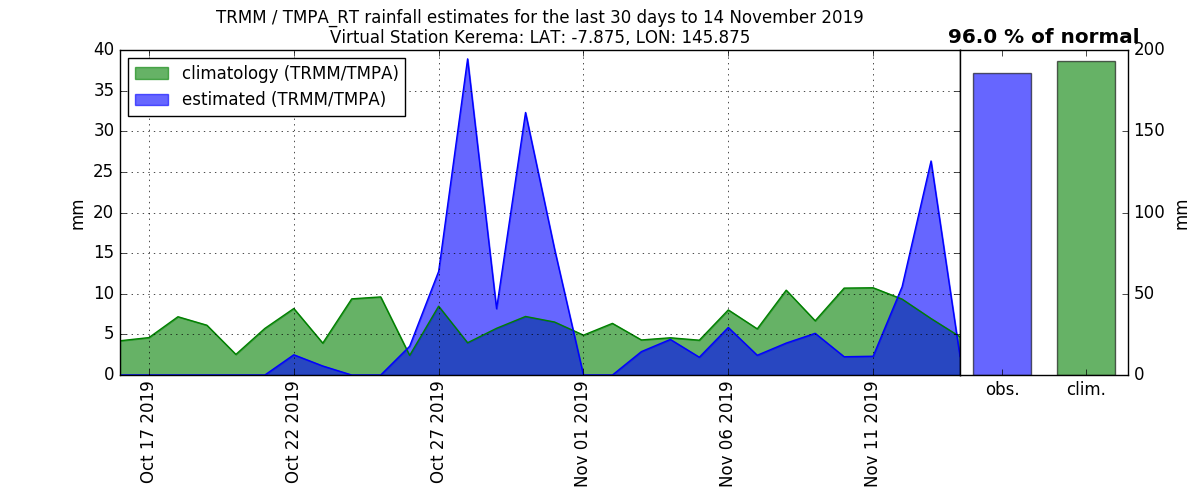 TRMM / TMPA_RT rainfall estimates for the last 30 days to 14 November 2019
Virtual Station Kerema: LAT: -7.875, LON: 145.875
96.0 % of normal
climatology (TRMM/TMPA)
estimated (TRMM/TMPA)
40
35
30
25
20
15
10
5
0
mm
Oct 17 2019
Oct 22 2019
Oct 27 2019
Nov 01 2019
Nov 06 2019
Nov 11 2019
obs.
clim.
200
150
100
50
0
mm